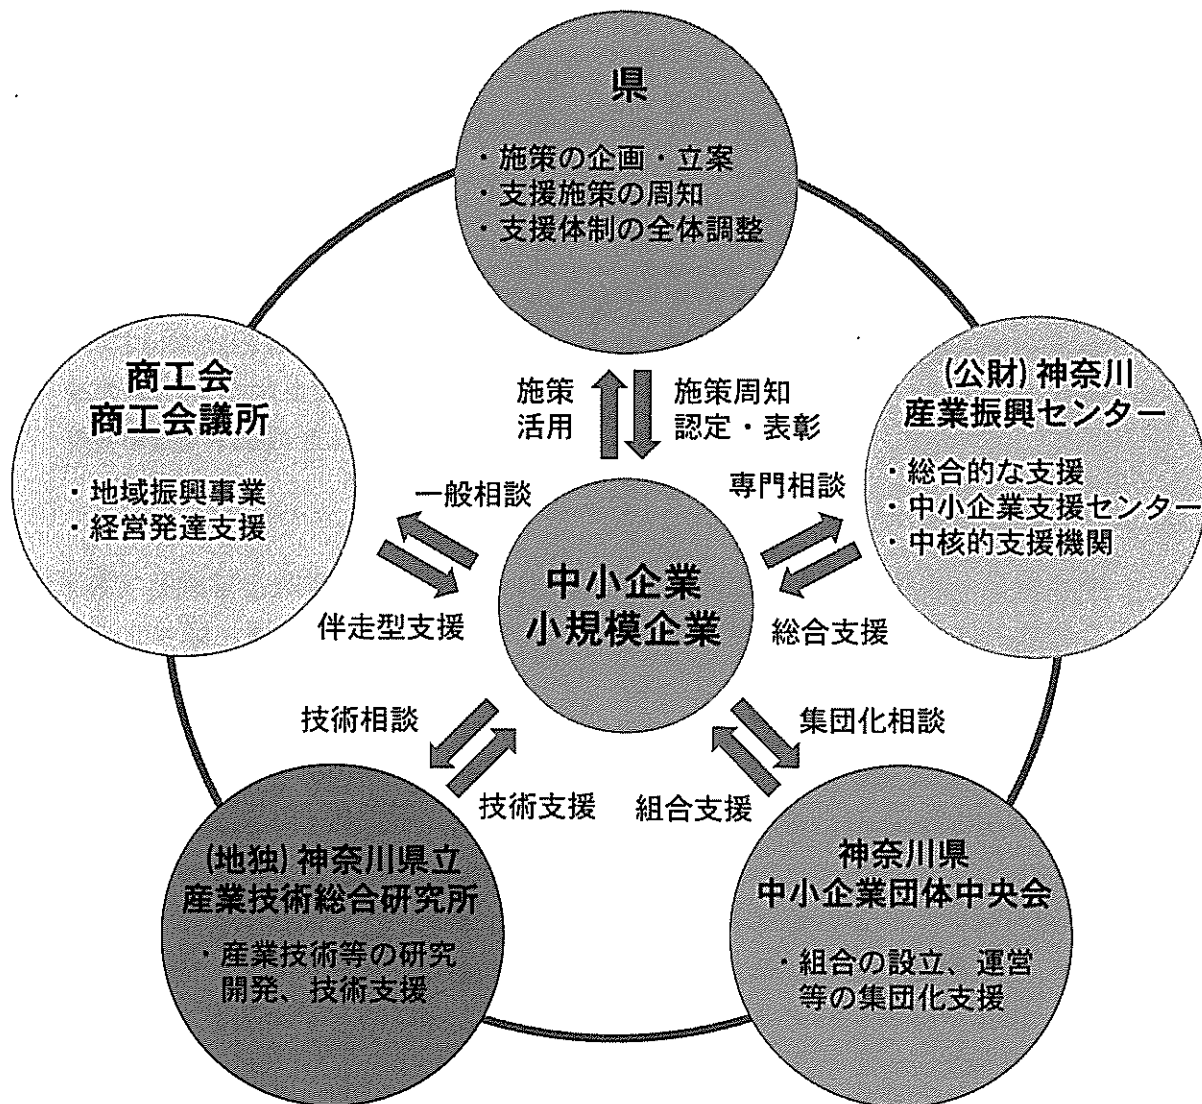 県
・施策の企画・立案
・支援施策の周知
・支援体制の全体調整
商工会
商工会議所
・地域振興事業
・経営発達支援
(公財)神奈川
産業振興センター
・総合的な支援
・中小企業支援センター
・中核的支援機関
施策
活用
施策周知
認定・表彰
一般相談
専門相談
中小企業
小規模企業
伴走型支援
総合支援
技術相談
集団化相談
技術支援
組合支援
(地独)神奈川県立
産業技術総合研究所
・産業技術等の研究
開発、技術支援
神奈川県
中小企業団体中央会
・組合の設立、運営
等の集団化支援